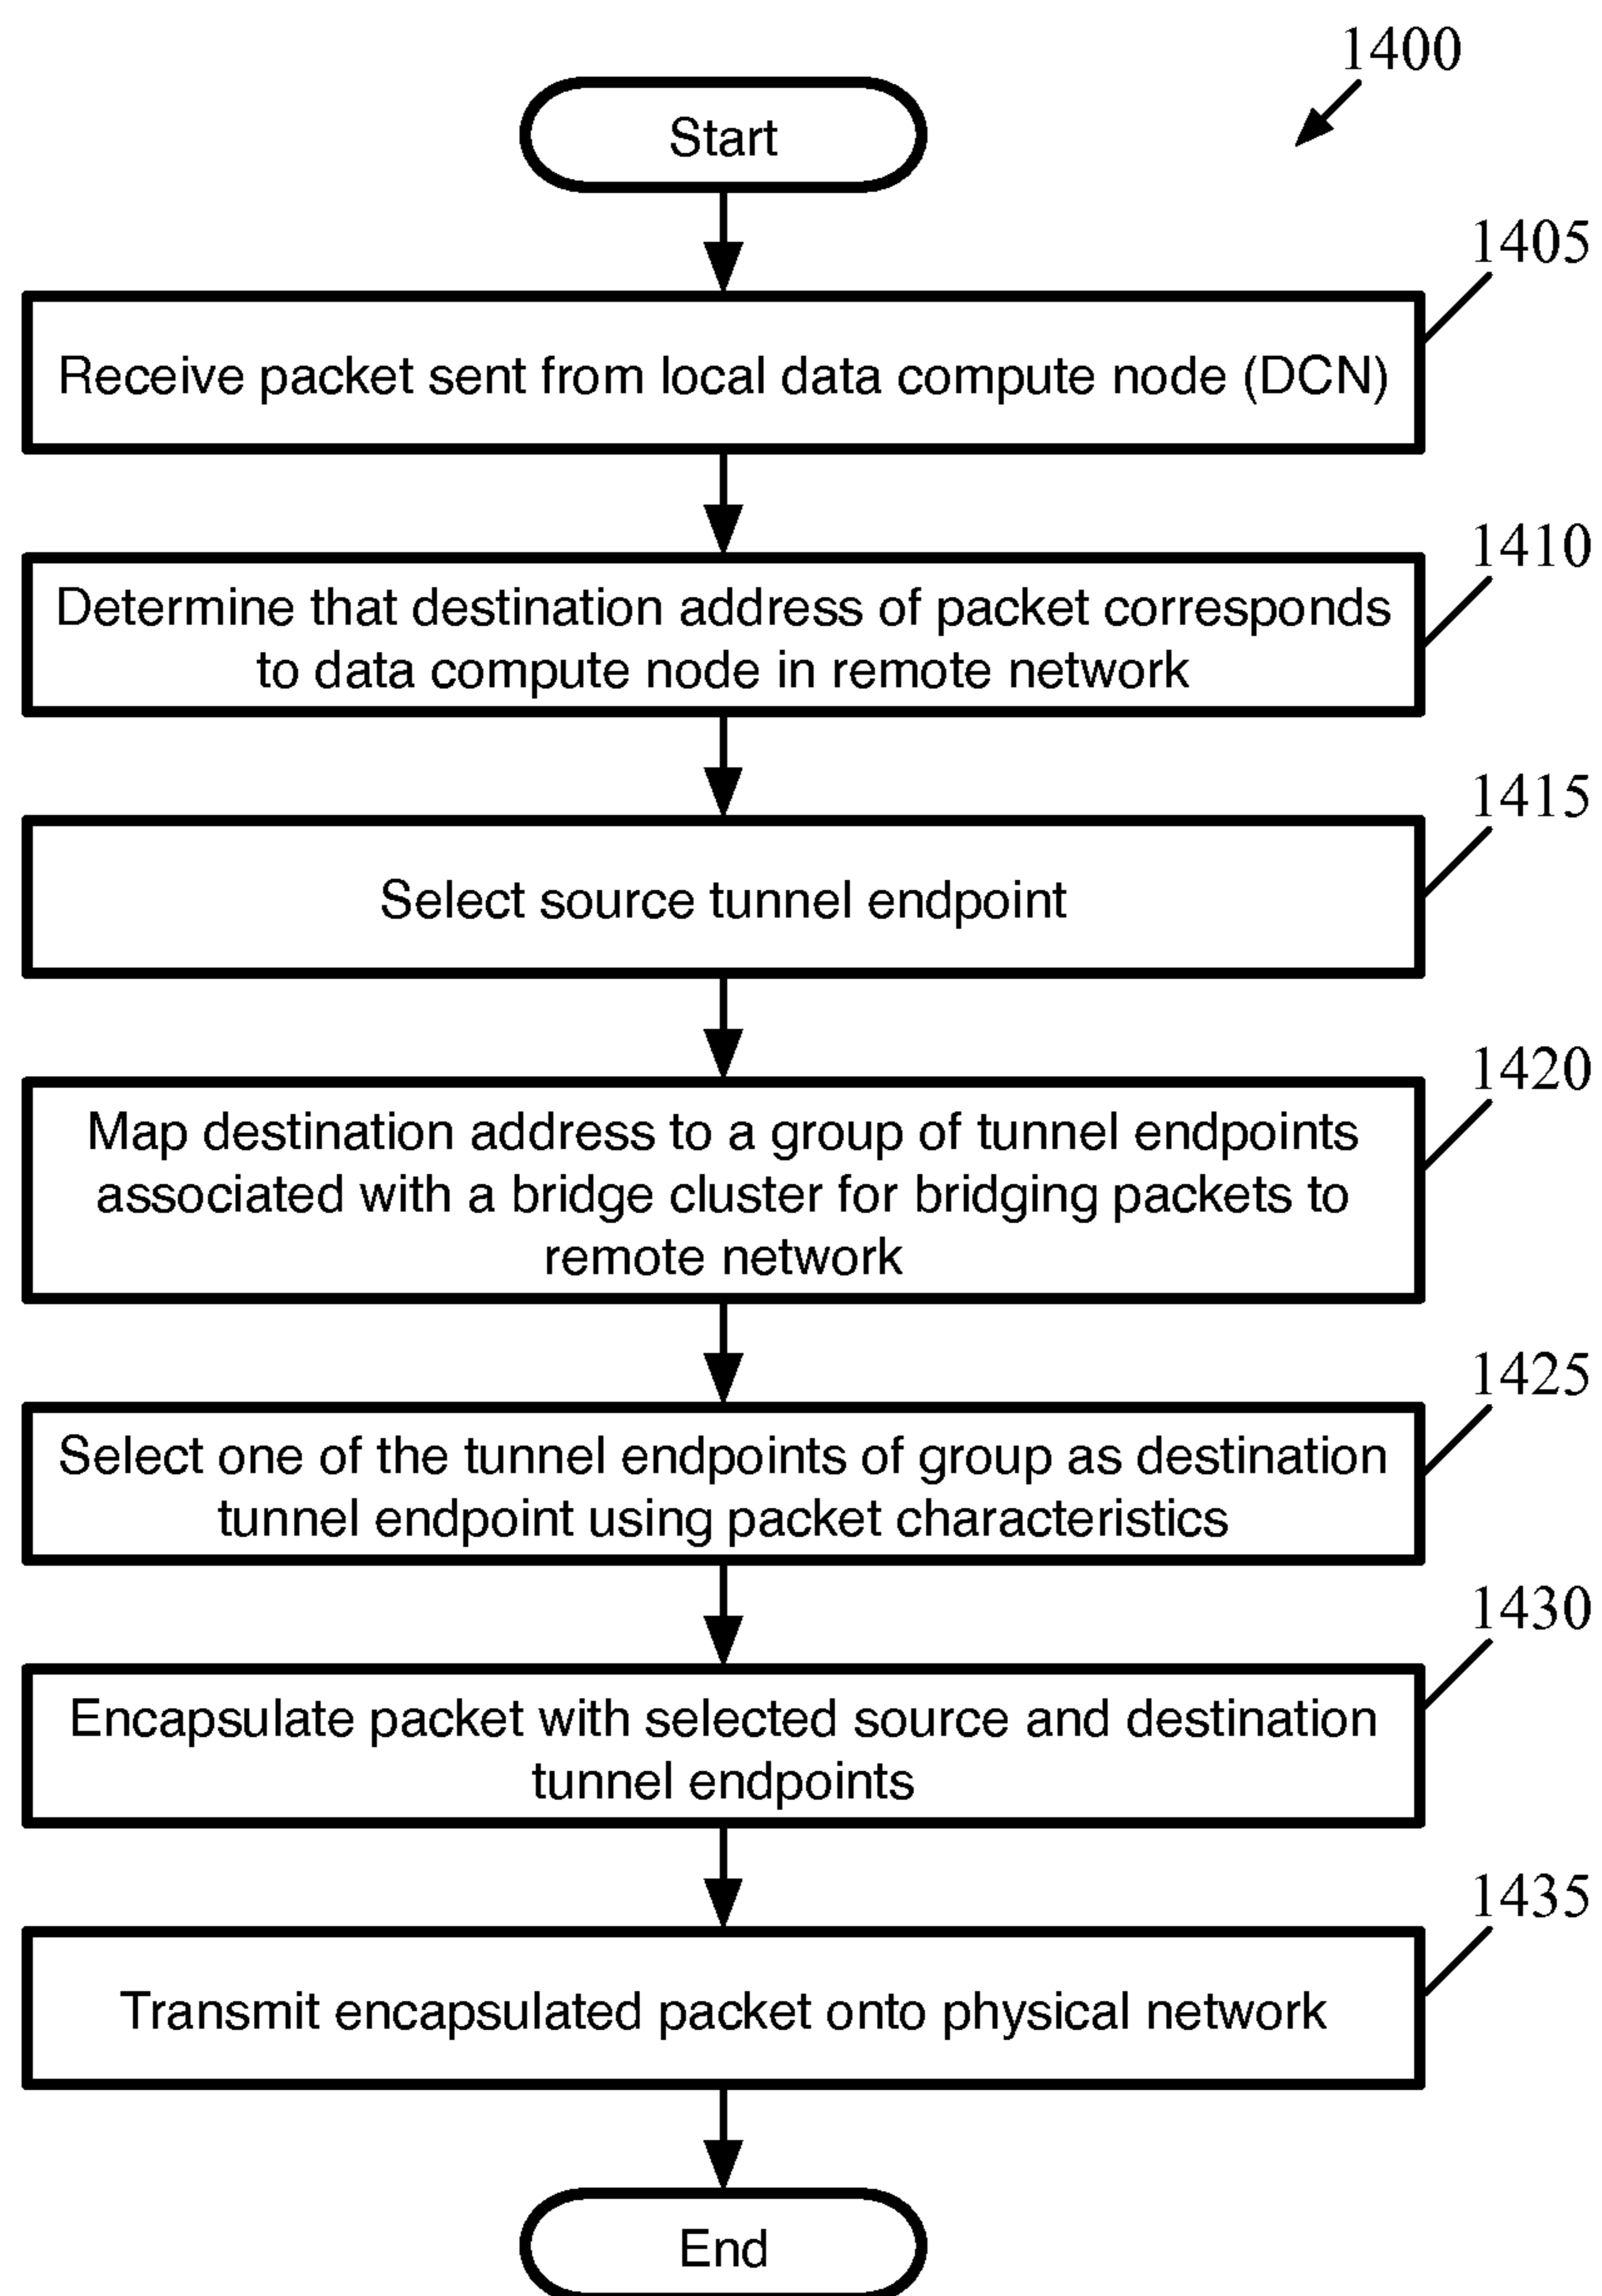 1400
Start
1405
Receive packet sent from local data compute node (DCN)
1410
Determine that destination address of packet corresponds
to data compute node in remote network
1415
Select source tunnel endpoint
1420
Map destination address to a group of tunnel endpoints
associated with a bridge cluster for bridging packets to
remote network
1425
Select one of the tunnel endpoints of group as destination
tunnel endpoint using packet characteristics
1430
Encapsulate packet with selected source and destination
tunnel endpoints
1435
Transmit encapsulated packet onto physical network
End